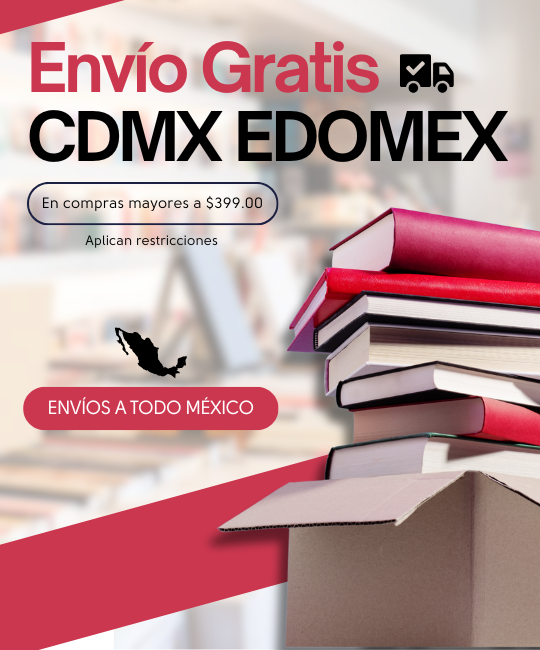 Envío Gratis
CDMX EDOMEX
En compras mayores a $399.00
Aplican restricciones
ENVÍOS A TODO MÉXICO